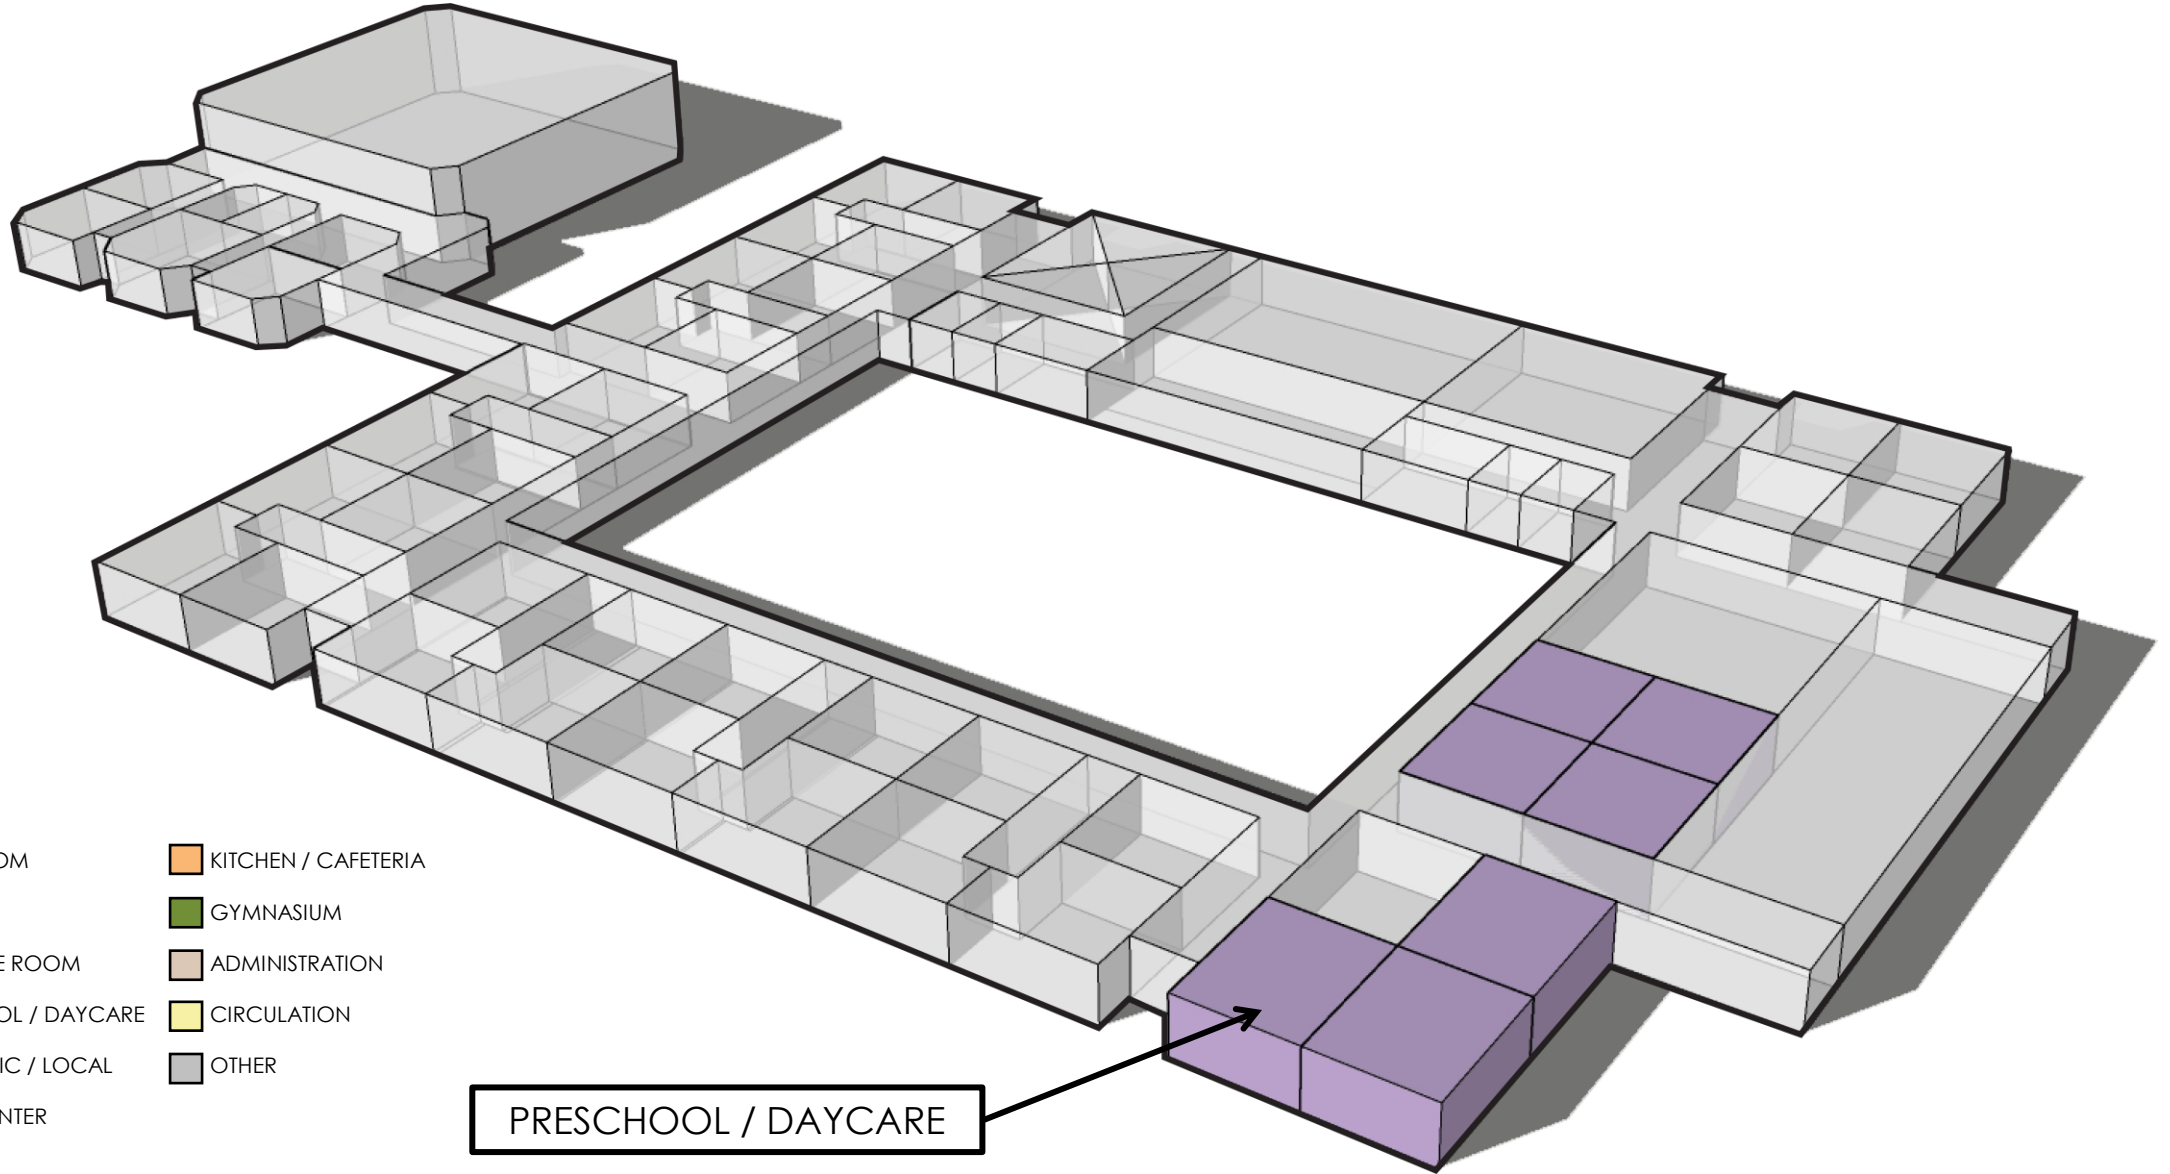 OM
E ROOM
OL / DAYCARE
IC / LOCAL
NTER
KITCHEN / CAFETERIA
GYMNASIUM
ADMINISTRATION
CIRCULATION
OTHER
PRESCHOOL / DAYCARE